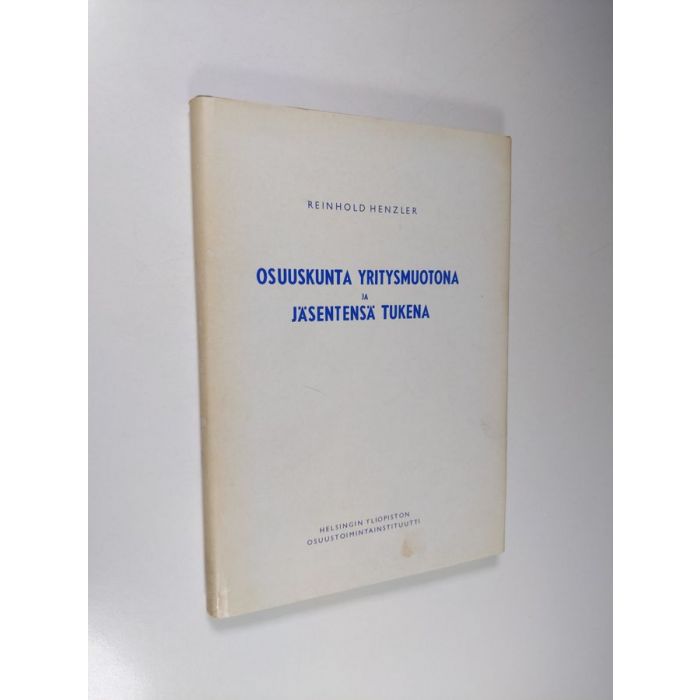 REINHOLD HENZLER
OSUUSKUNTA YRITYSMUOTONA
JA
JÄSENTENSÄ TUKENA
HELSINGIN YLIOPISTON
OSUUSTOIMINTAINSTITUUTTI